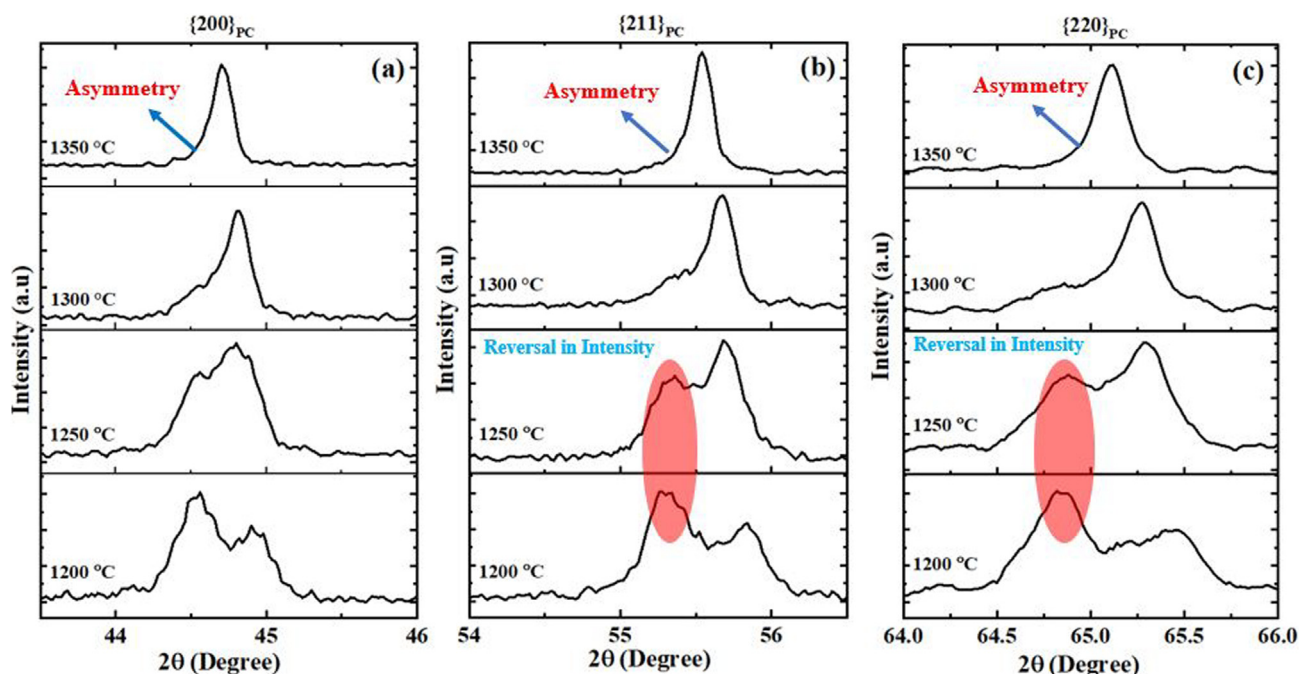 {200}PC
(a)
Asymmetry
1350 °C
1300 °C
1250 °C
1200 °C
44 45 46
2θ (Degree)
Intensity (a.u)
{211}PC
(b)
Asymmetry
1350 °C
1300 °C
Reversal in Intensity
1250 °C
1200 °C
54 55 56
2θ (Degree)
Intensity (a.u)
{220}PC
(c)
Asymmetry
1350 °C
1300 °C
Reversal in Intensity
1250 °C
1200 °C
64.0 64.5 65.0 65.5 66.0
2θ (Degree)
Intensity (a.u)